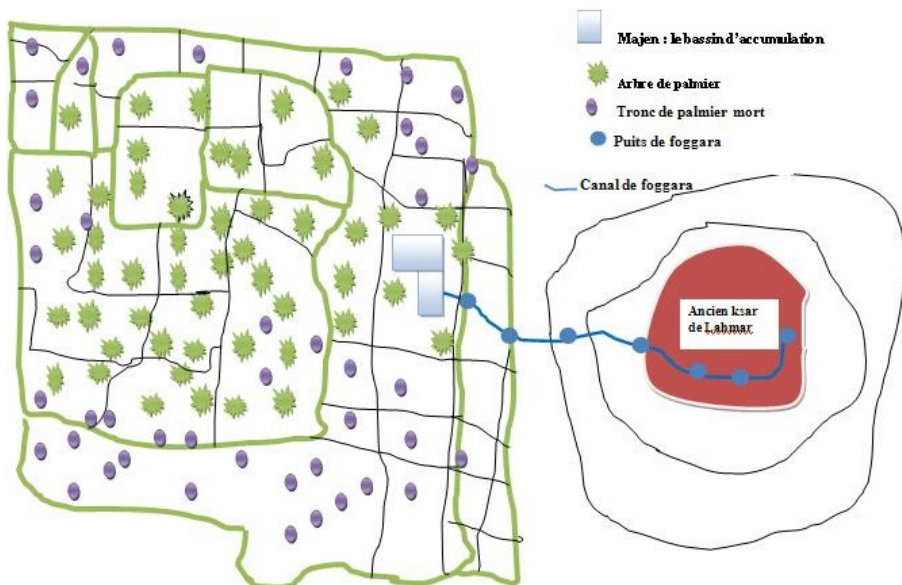 Majen : le bassin d'accumulation
Arbre de palmier
Tronc de palmier mort
Puits de foggara
Canal de foggara
Ancien ksar
de Lahmar